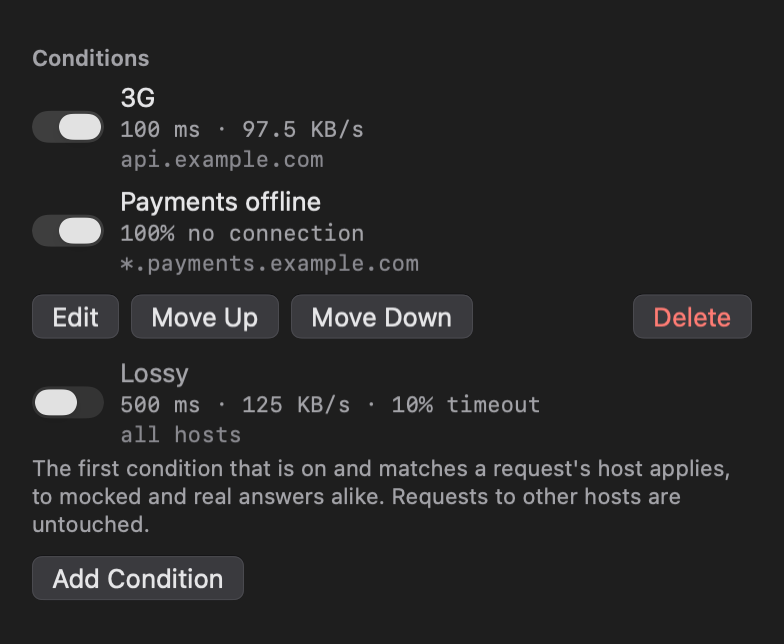 Conditions
3G
100 ms · 97.5 KB/s
api.example.com
Payments offline
100% no connection
*.payments.example.com
Edit
Move Up
Move Down
Delete
Lossy
500 ms · 125 KB/s · 10% timeout
all hosts
The first condition that is on and matches a request's host applies,
to mocked and real answers alike. Requests to other hosts are
untouched.
Add Condition